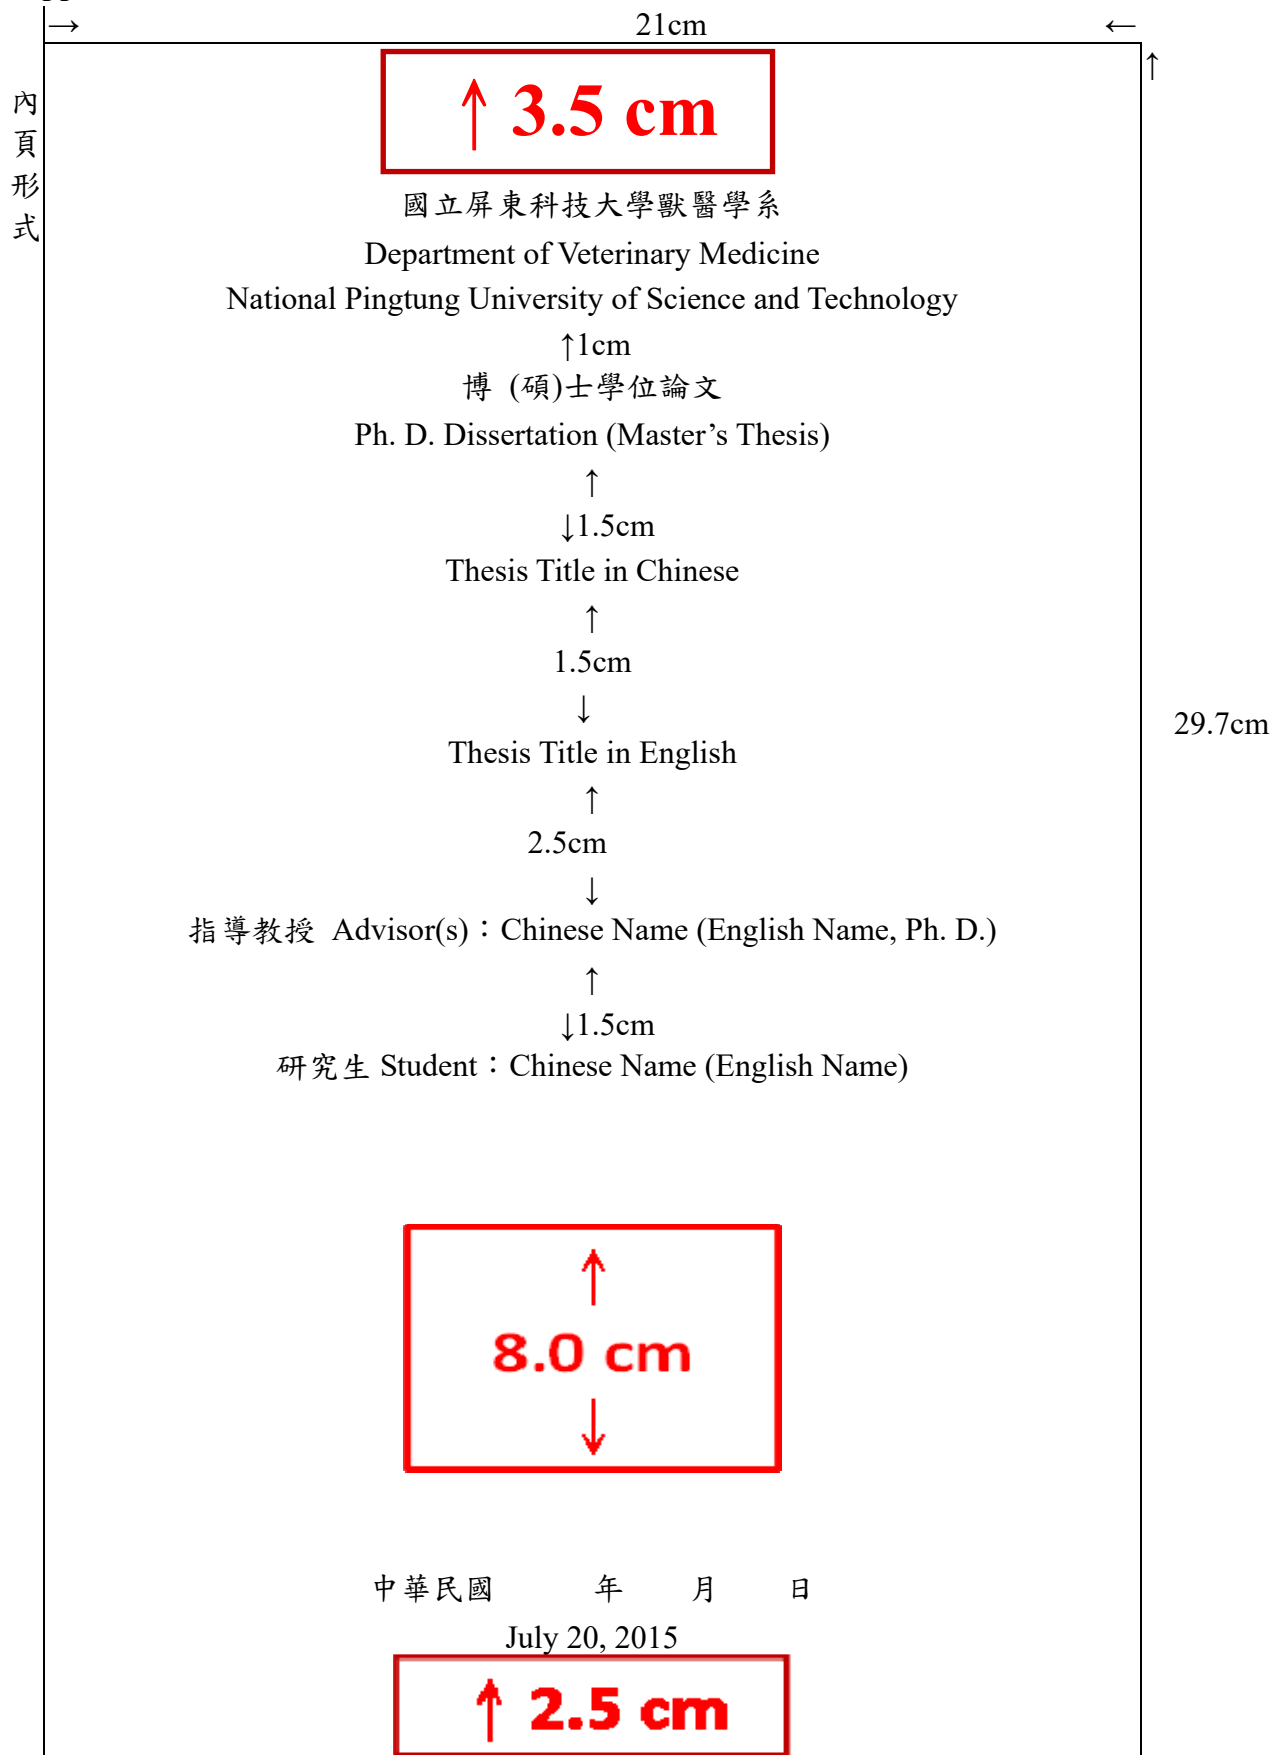 → 21cm ←
↑
內頁形式
↑ 3.5 cm
國立屏東科技大學獸醫學系
Department of Veterinary Medicine
National Pingtung University of Science and Technology
↑1cm
博 (碩)士學位論文
Ph. D. Dissertation (Master’s Thesis)
↑
↓1.5cm
Thesis Title in Chinese
↑
1.5cm
↓
29.7cm
Thesis Title in English
↑
2.5cm
↓
指導教授 Advisor(s)：Chinese Name (English Name, Ph. D.)
↑
↓1.5cm
研究生 Student：Chinese Name (English Name)
↑
8.0 cm
↓
中華民國 年 月 日
July 20, 2015
↑ 2.5 cm